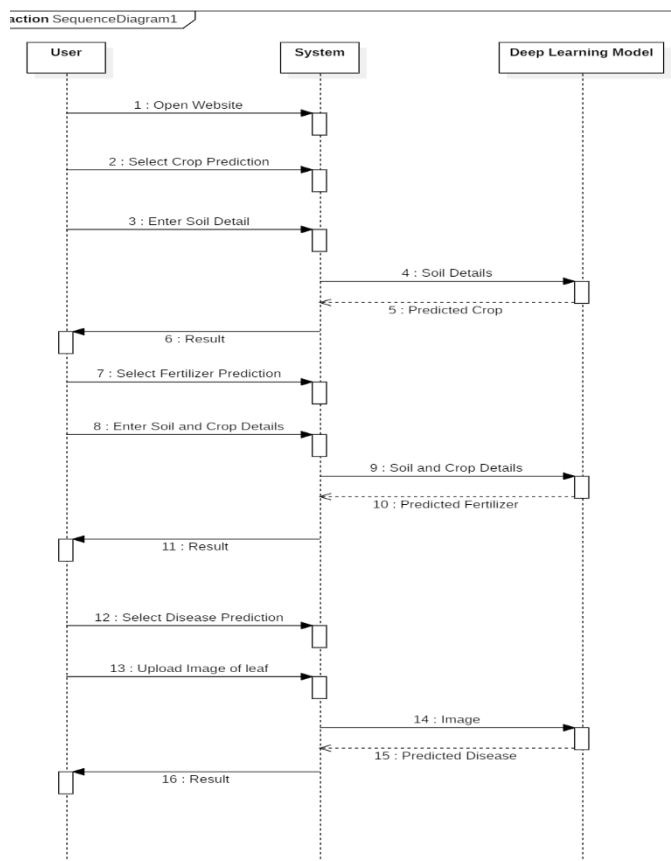 action SequenceDiagram1
User
System
Deep Learning Model
1 : Open Website
2 : Select Crop Prediction
3 : Enter Soil Detail
4 : Soil Details
5 : Predicted Crop
6 : Result
7 : Select Fertilizer Prediction
8 : Enter Soil and Crop Details
9 : Soil and Crop Details
10 : Predicted Fertilizer
11 : Result
12 : Select Disease Prediction
13 : Upload Image of leaf
14 : Image
15 : Predicted Disease
16 : Result